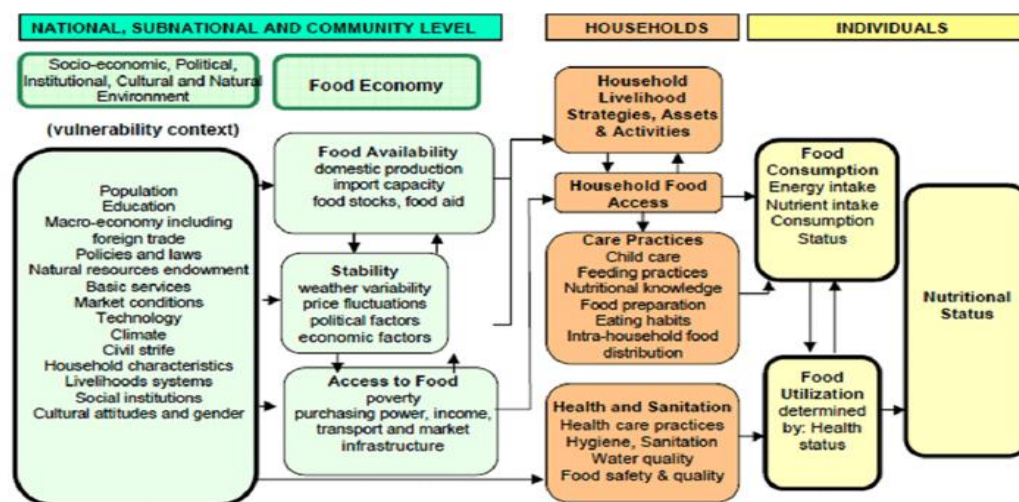 NATIONAL, SUBNATIONAL AND COMMUNITY LEVEL
HOUSEHOLDS
INDIVIDUALS
Socio-economic, Political,
Institutional, Cultural and Natural
Environment
Food Economy
(vulnerability context)
Population
Education
Macro-economy including
foreign trade
Policies and laws
Natural resources endowment
Basic services
Market conditions
Technology
Climate
Civil strife
Household characteristics
Livelihoods systems
Social institutions
Cultural attitudes and gender
Food Availability
domestic production
import capacity
food stocks, food aid
Stability
weather variability
price fluctuations
political factors
economic factors
Access to Food
poverty
purchasing power, income,
transport and market
infrastructure
Household
Livelihood
Strategies, Assets
& Activities
Household Food
Access
Care Practices
Child care
Feeding practices
Nutritional knowledge
Food preparation
Eating habits
Intra-household food
distribution
Health and Sanitation
Health care practices
Hygiene, Sanitation
Water quality
Food safety & quality
Food
Consumption
Energy intake
Nutrient intake
Consumption
Status
Food
Utilization
determined
by: Health
status
Nutritional
Status